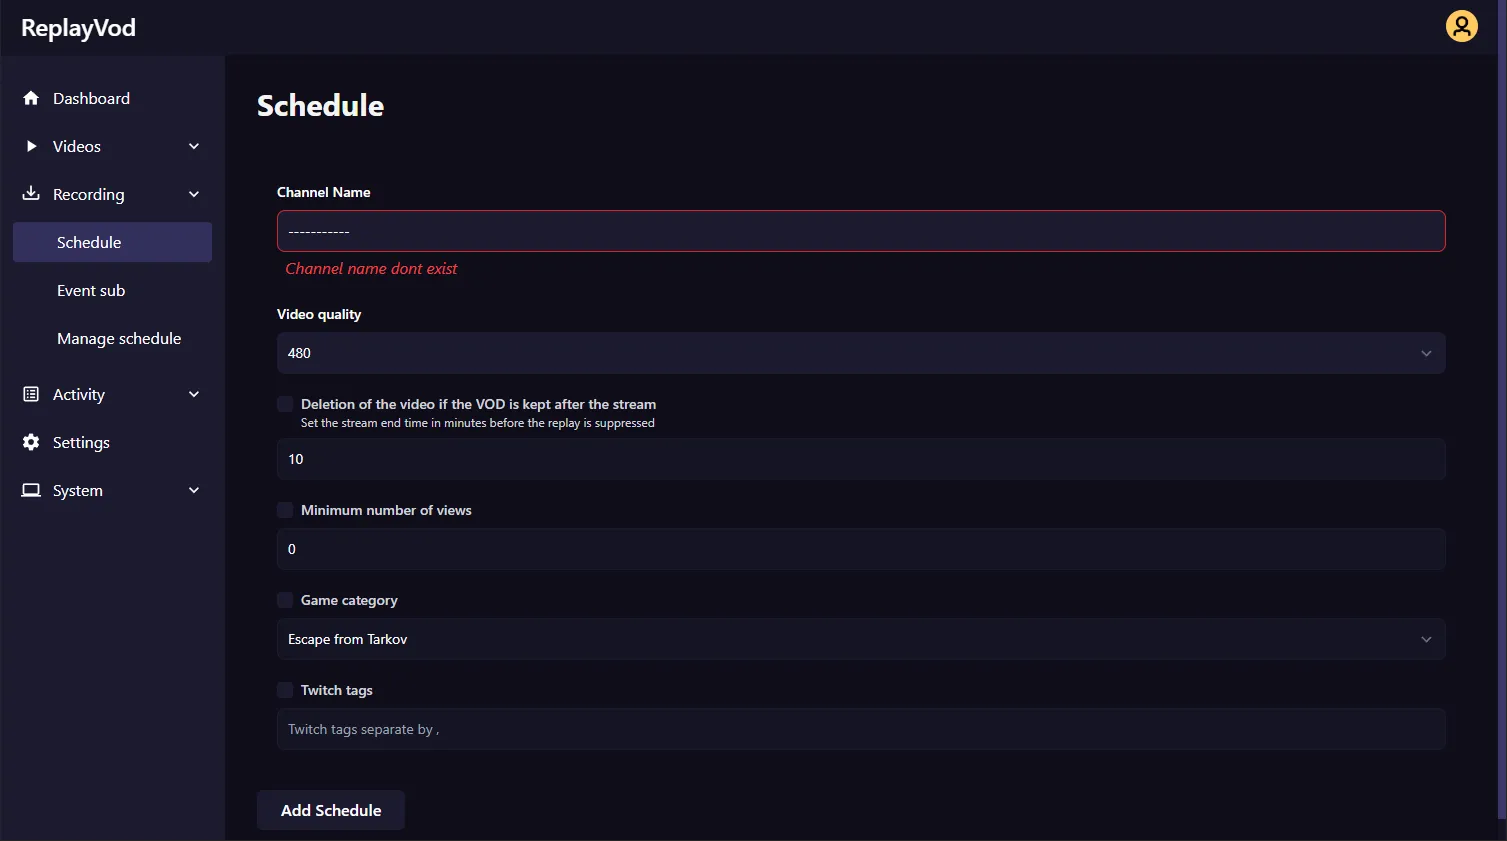 ReplayVod
Dashboard
Videos
Recording
Schedule
Event sub
Manage schedule
Activity
Settings
System
Schedule
Channel Name
-----------
Channel name dont exist
Video quality
480
Deletion of the video if the VOD is kept after the stream
Set the stream end time in minutes before the replay is suppressed
10
Minimum number of views
0
Game category
Escape from Tarkov
Twitch tags
Twitch tags separate by ,
Add Schedule